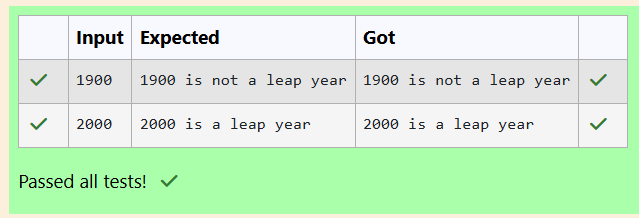 Input Expected Got
1900 1900 is not a leap year 1900 is not a leap year
2000 2000 is a leap year 2000 is a leap year
Passed all tests!